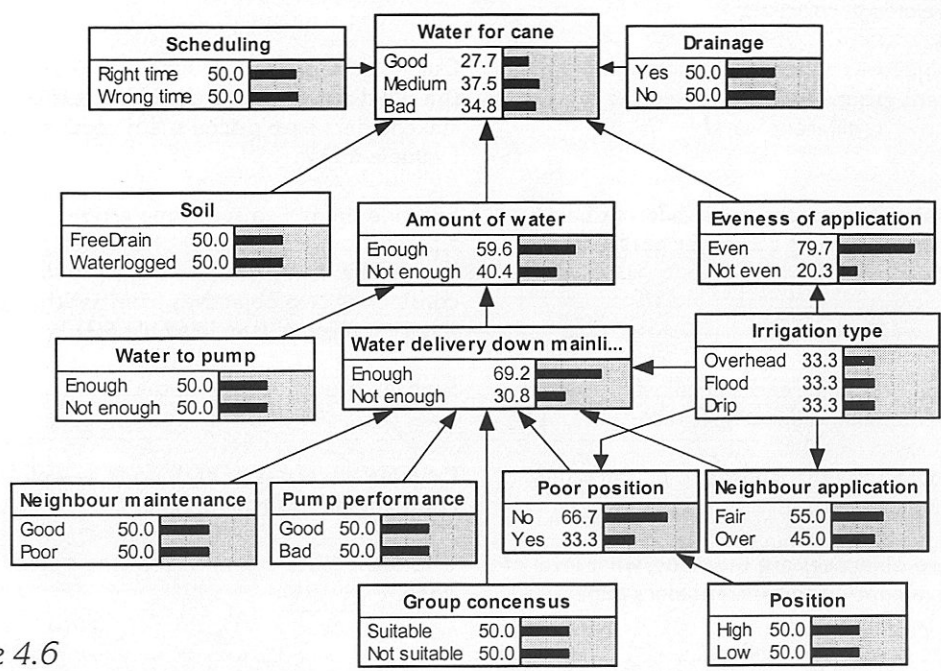 Water for cane
Good 27.7
Medium 37.5
Bad 34.8
Scheduling
Right time 50.0
Wrong time 50.0
Drainage
Yes 50.0
No 50.0
Soil
FreeDrain 50.0
Waterlogged 50.0
Amount of water
Enough 59.6
Not enough 40.4
Eveness of application
Even 79.7
Not even 20.3
Water to pump
Enough 50.0
Not enough 50.0
Water delivery down mainli...
Enough 69.2
Not enough 30.8
Irrigation type
Overhead 33.3
Flood 33.3
Drip 33.3
Neighbour maintenance
Good 50.0
Poor 50.0
Pump performance
Good 50.0
Bad 50.0
Poor position
No 66.7
Yes 33.3
Neighbour application
Fair 55.0
Over 45.0
Group concensus
Suitable 50.0
Not suitable 50.0
Position
High 50.0
Low 50.0
4.6